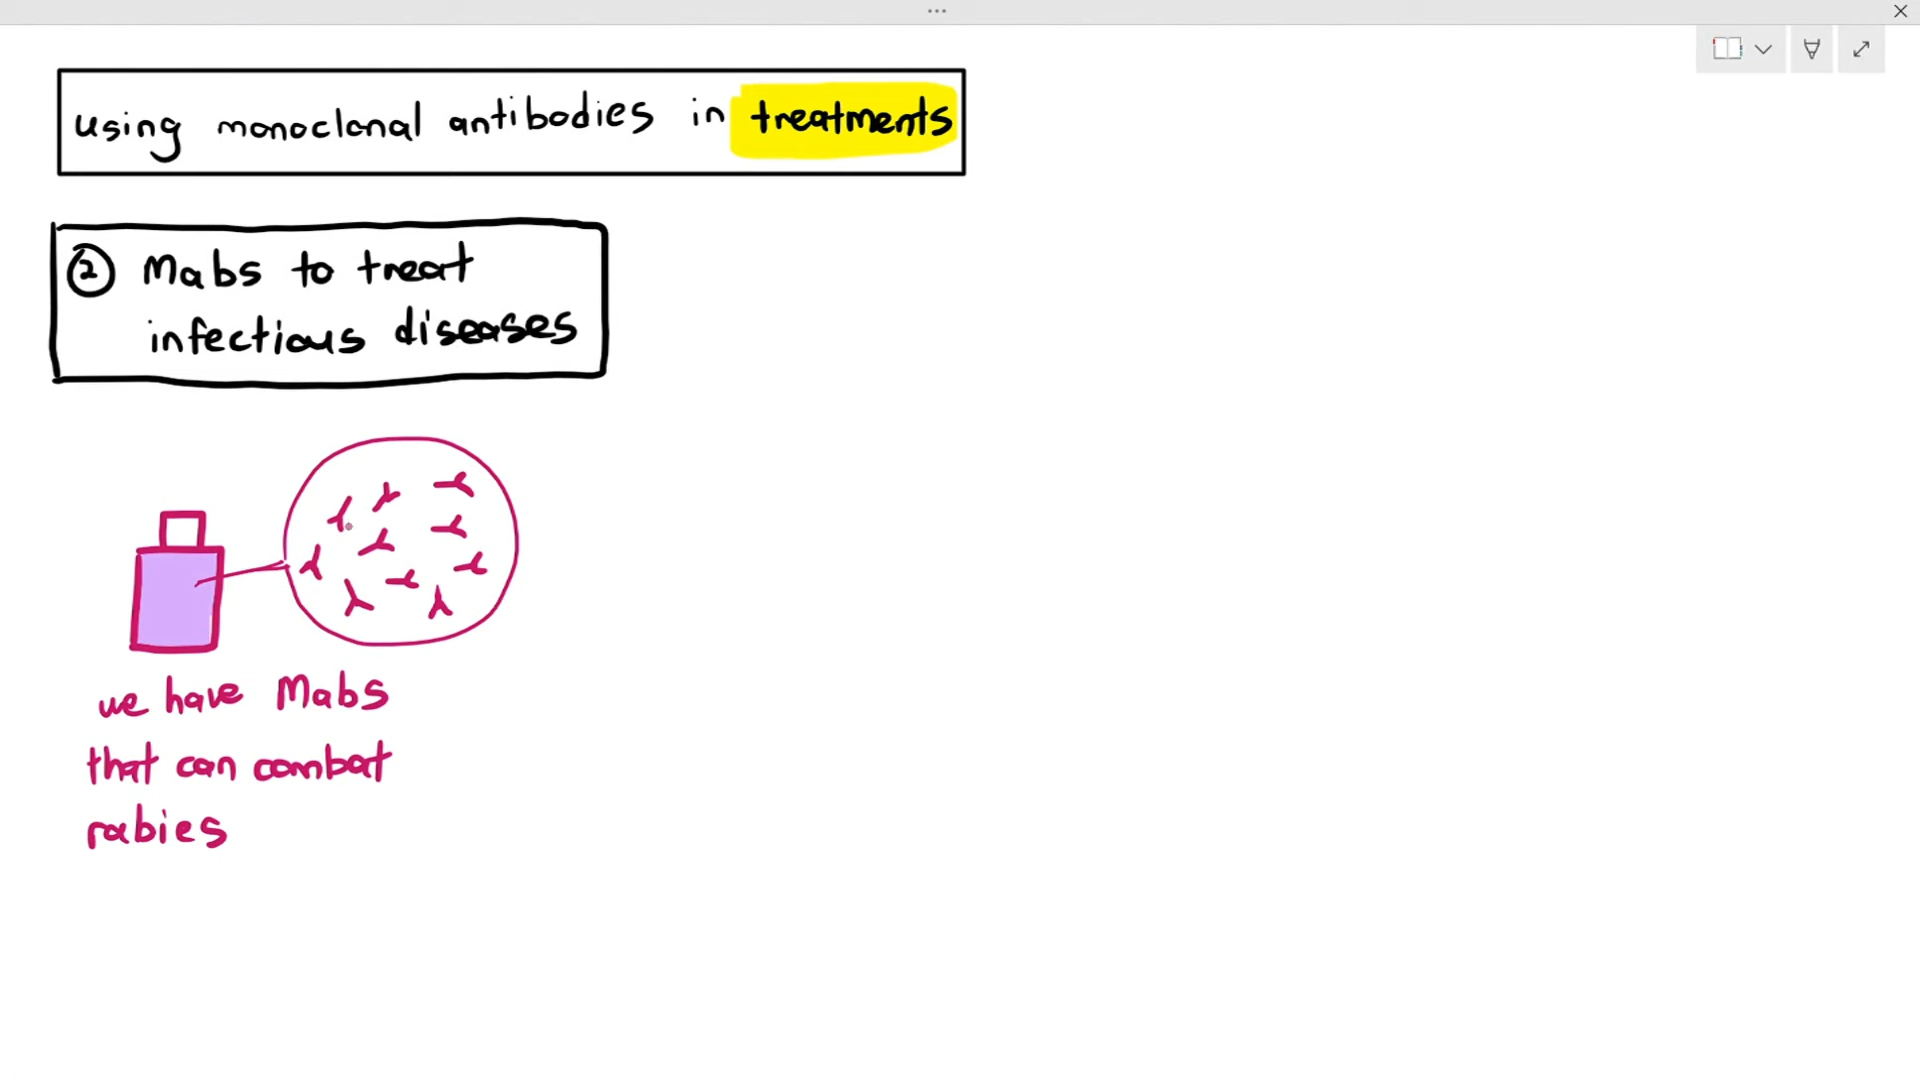 using monoclonal antibodies in treatments
② Mabs to treat
infectious diseases
we have Mabs
that can combat
rabies